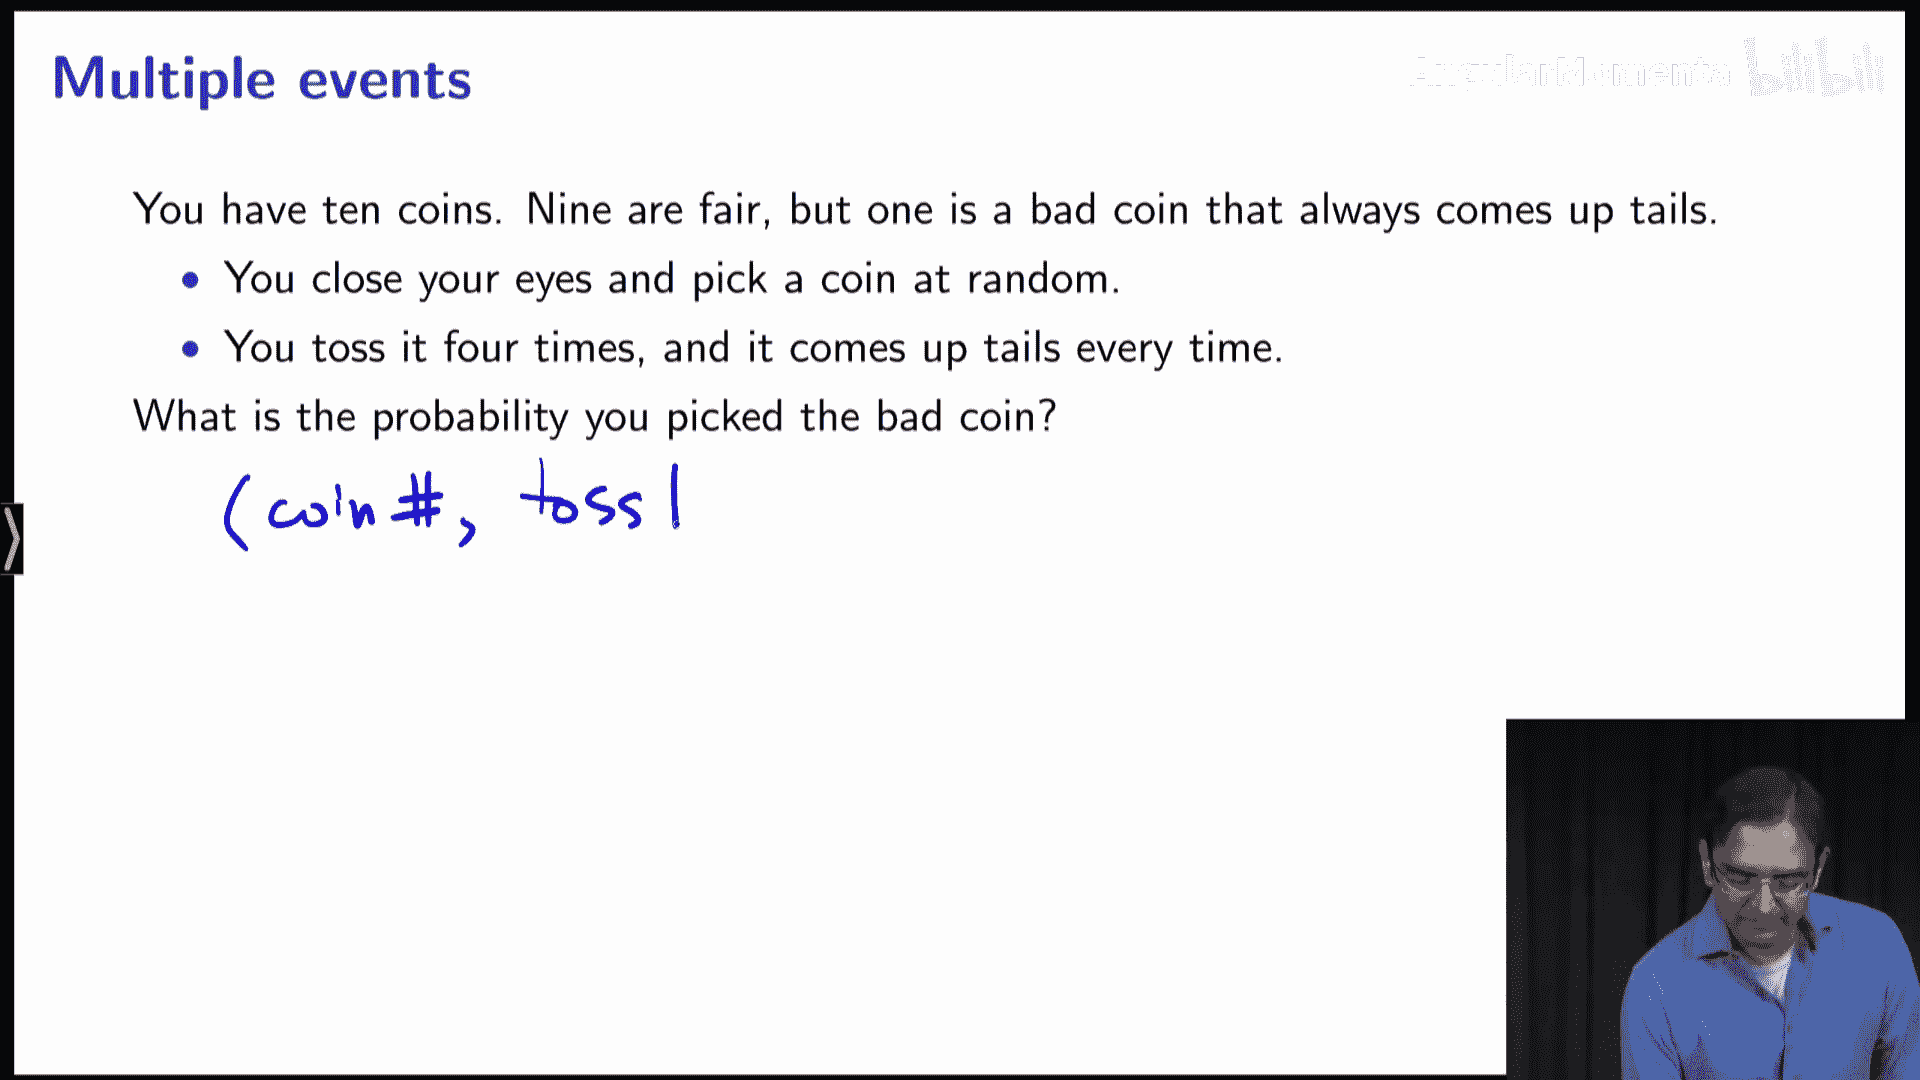 Multiple events
AngularMomenta bilibili
You have ten coins. Nine are fair, but one is a bad coin that always comes up tails.
• You close your eyes and pick a coin at random.
• You toss it four times, and it comes up tails every time.
What is the probability you picked the bad coin?
(coin #, toss 1